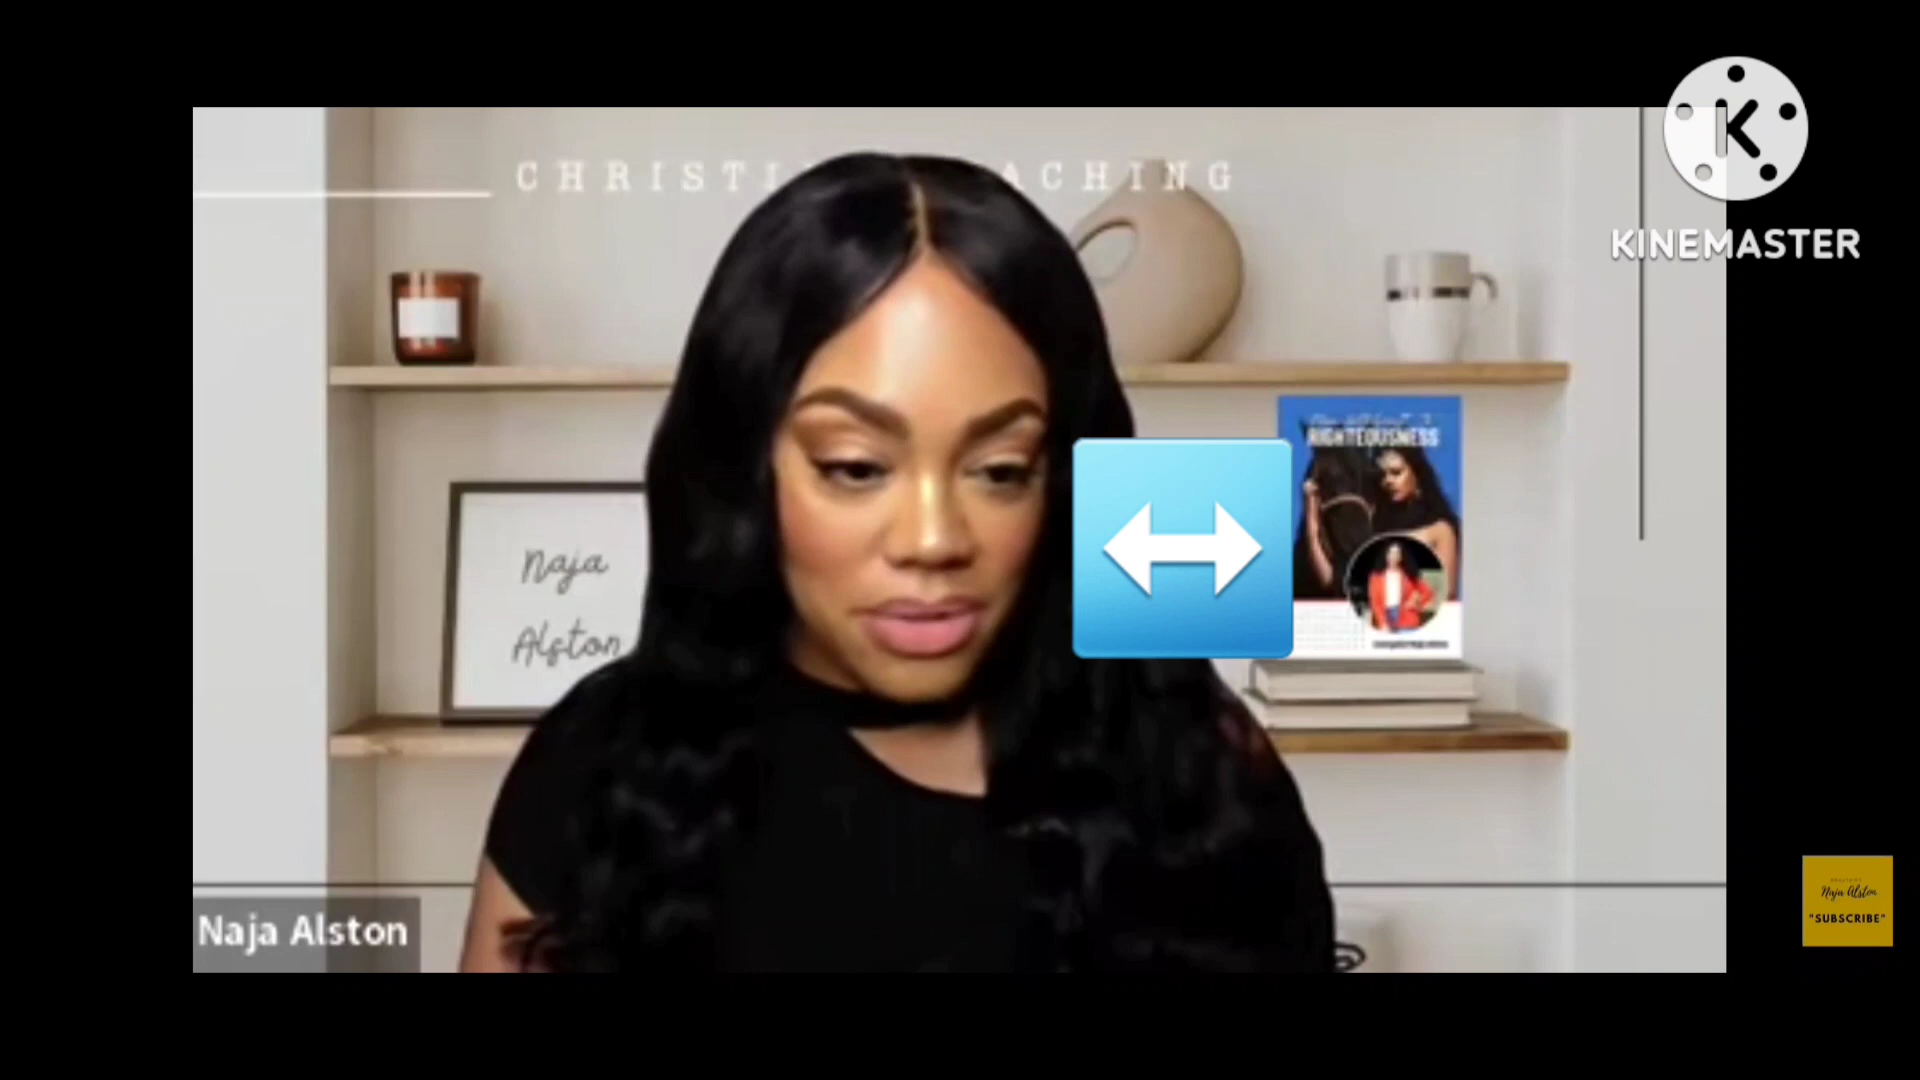 KINEMASTER
CHRISTI ACHING
RIGHTEOUSNESS
Naja
Alston
Naja Alston
Naja Alston
"SUBSCRIBE"